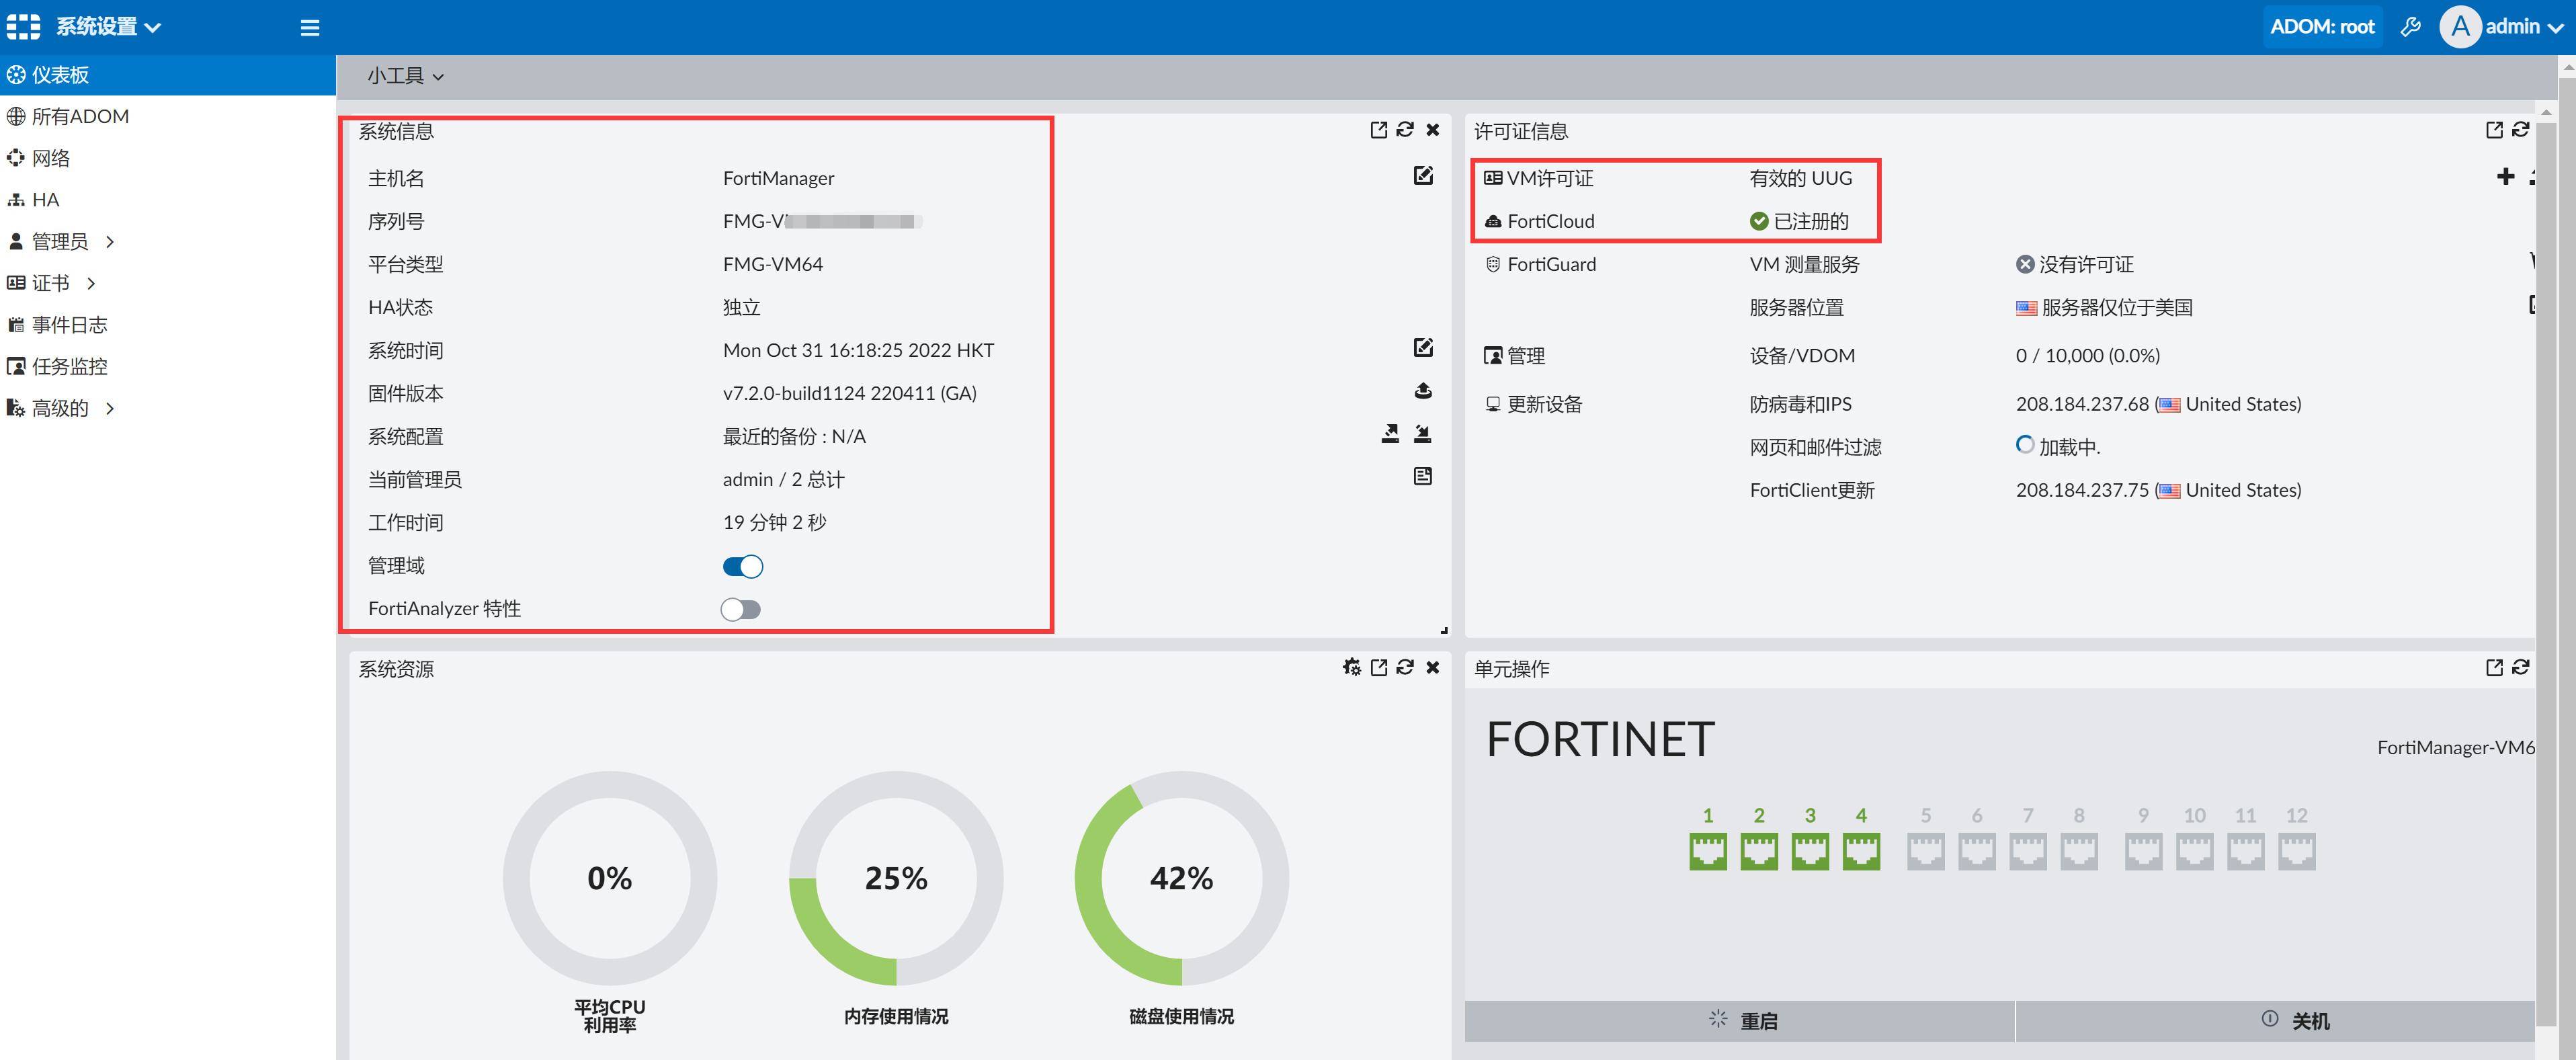 系统设置
ADOM: root
A admin
仪表板
所有ADOM
网络
HA
管理员
证书
事件日志
任务监控
高级的
小工具
系统信息
主机名 FortiManager
序列号 FMG-V
平台类型 FMG-VM64
HA状态 独立
系统时间 Mon Oct 31 16:18:25 2022 HKT
固件版本 v7.2.0-build1124 220411 (GA)
系统配置 最近的备份 : N/A
当前管理员 admin / 2 总计
工作时间 19 分钟 2 秒
管理域
FortiAnalyzer 特性
许可证信息
VM许可证 有效的 UUG
FortiCloud 已注册的
FortiGuard VM 测量服务 没有许可证
服务器位置 服务器仅位于美国
管理 设备/VDOM 0 / 10,000 (0.0%)
更新设备 防病毒和IPS 208.184.237.68 ( United States)
网页和邮件过滤 加载中.
FortiClient更新 208.184.237.75 ( United States)
系统资源
0%
25%
42%
平均CPU
利用率
内存使用情况
磁盘使用情况
单元操作
FORTINET
FortiManager-VM6
1 2 3 4 5 6 7 8 9 10 11 12
重启
关机